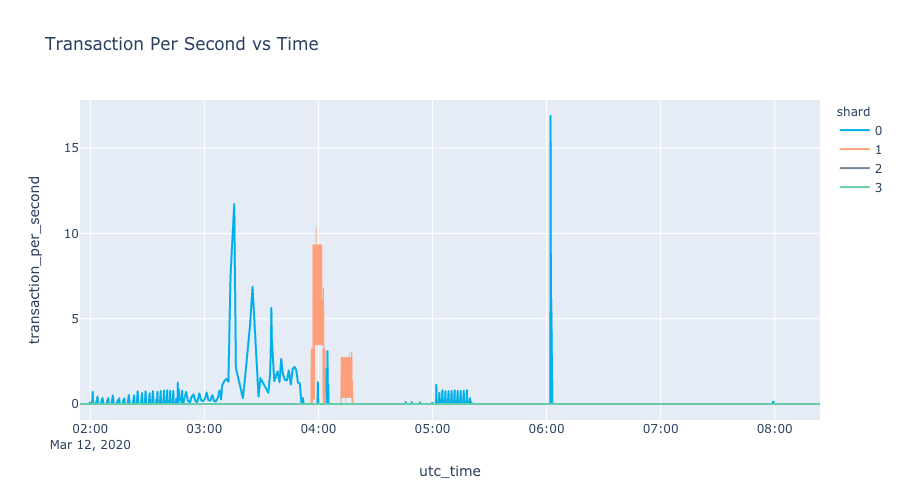 Transaction Per Second vs Time
shard
0
1
2
3
transaction_per_second
15
10
5
0
02:00 03:00 04:00 05:00 06:00 07:00 08:00
Mar 12, 2020
utc_time